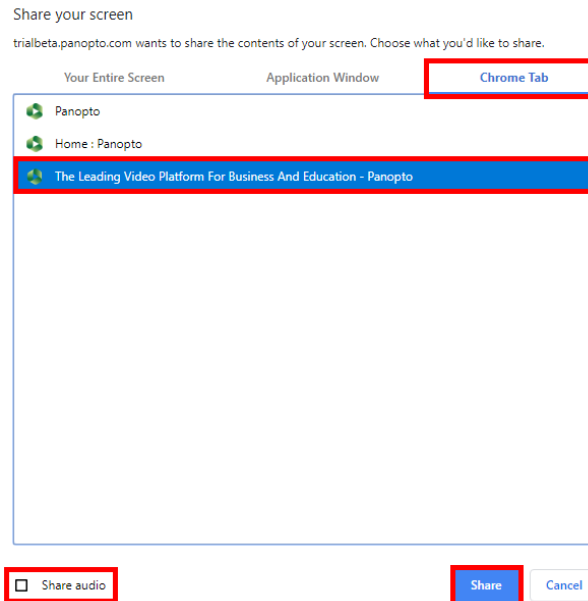 Share your screen
trialbeta.panopto.com wants to share the contents of your screen. Choose what you'd like to share.
Your Entire Screen Application Window Chrome Tab
Panopto
Home : Panopto
The Leading Video Platform For Business And Education - Panopto
Share audio Share Cancel